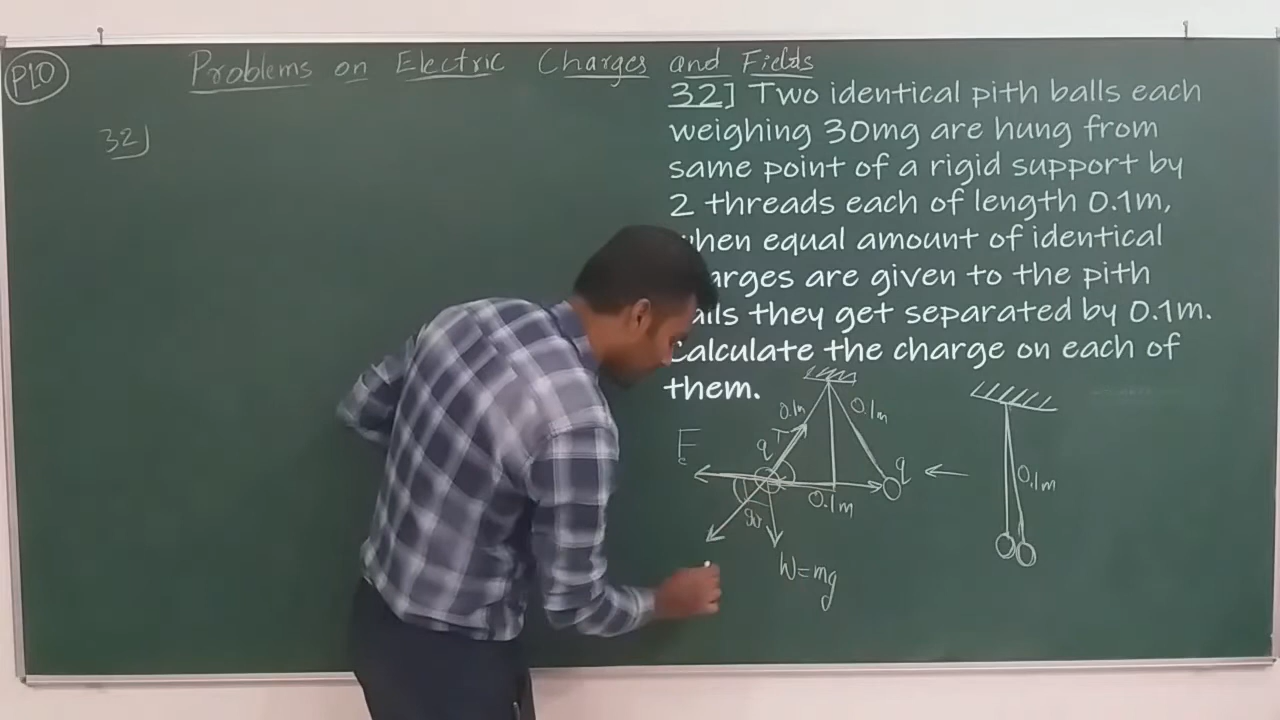 P10
Problems on Electric Charges and Fields
32]
32] Two identical pith balls each
weighing 30mg are hung from
same point of a rigid support by
2 threads each of length 0.1m,
when equal amount of identical
charges are given to the pith
balls they get separated by 0.1m.
Calculate the charge on each of
them.
0.1m
0.1m
F
q
T
q
0.1m
90°
W=mg
0.1m